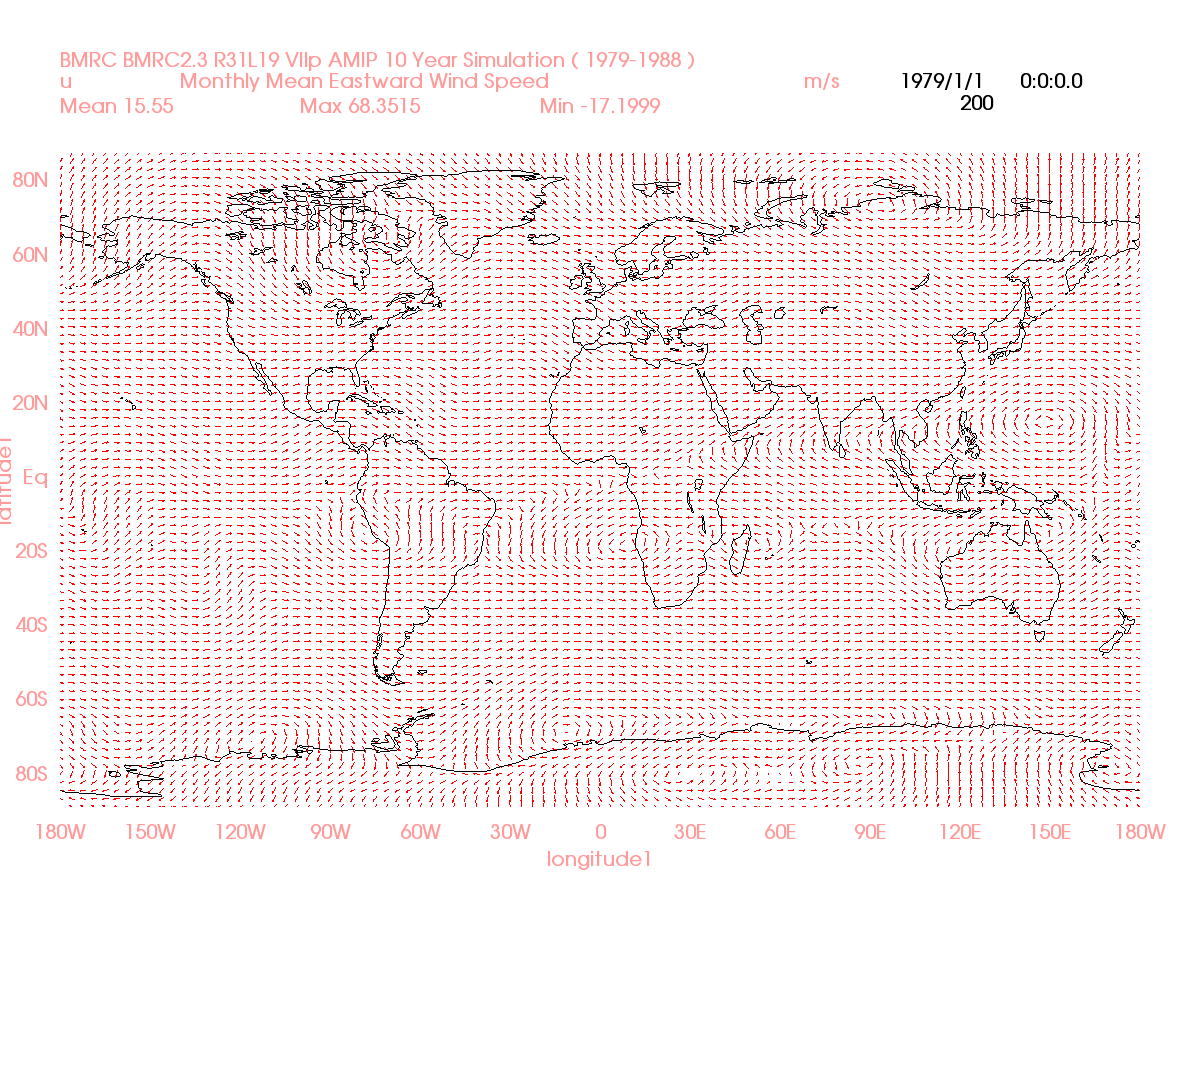 BMRC BMRC2.3 R31L19 VIIp AMIP 10 Year Simulation ( 1979-1988 )
u Monthly Mean Eastward Wind Speed m/s 1979/1/1 0:0:0.0
Mean 15.55 Max 68.3515 Min -17.1999 200
80N
60N
40N
20N
latitude1
Eq
20S
40S
60S
80S
180W 150W 120W 90W 60W 30W 0 30E 60E 90E 120E 150E 180W
longitude1